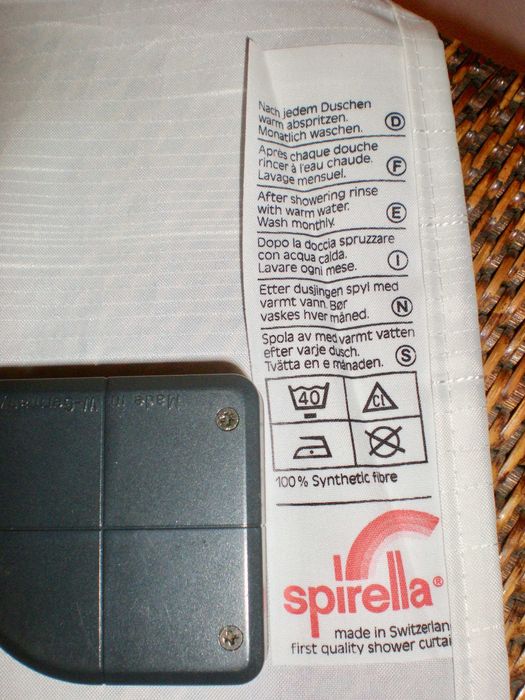 Nach jedem Duschen
warm abspritzen.
Monatlich waschen. D
Après chaque douche
rincer à l'eau chaude.
Lavage mensuel. F
After showering rinse
with warm water.
Wash monthly. E
Dopo la doccia spruzzare
con acqua calda.
Lavare ogni mese. I
Etter dusjingen spyl med
varmt vann. Bør
vaskes hver måned. N
Spola av med varmt vatten
efter varje dusch.
Tvätta en e månaden. S
40 Cl
100% Synthetic fibre
spirella®
made in Switzerlan
first quality shower curtai
Made in
W.-Germany